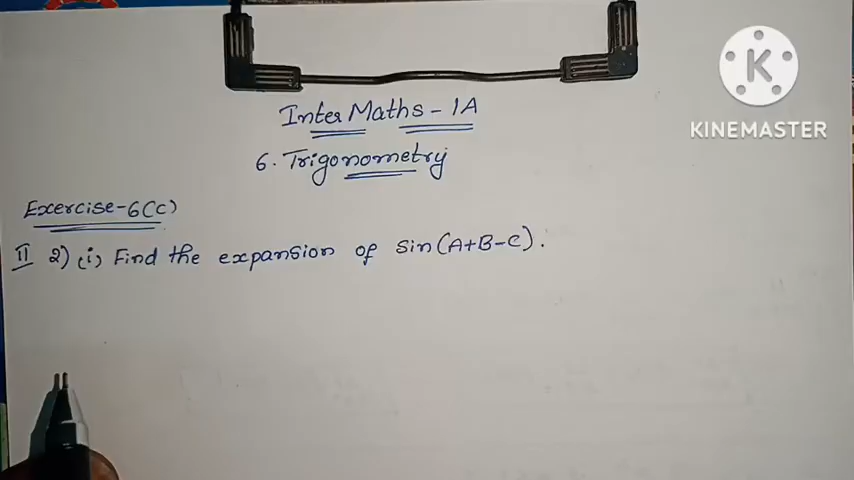 Inter Maths - 1A
6. Trigonometry
Exercise-6(c)
II 2) (i) Find the expansion of sin(A+B-C).
KINEMASTER